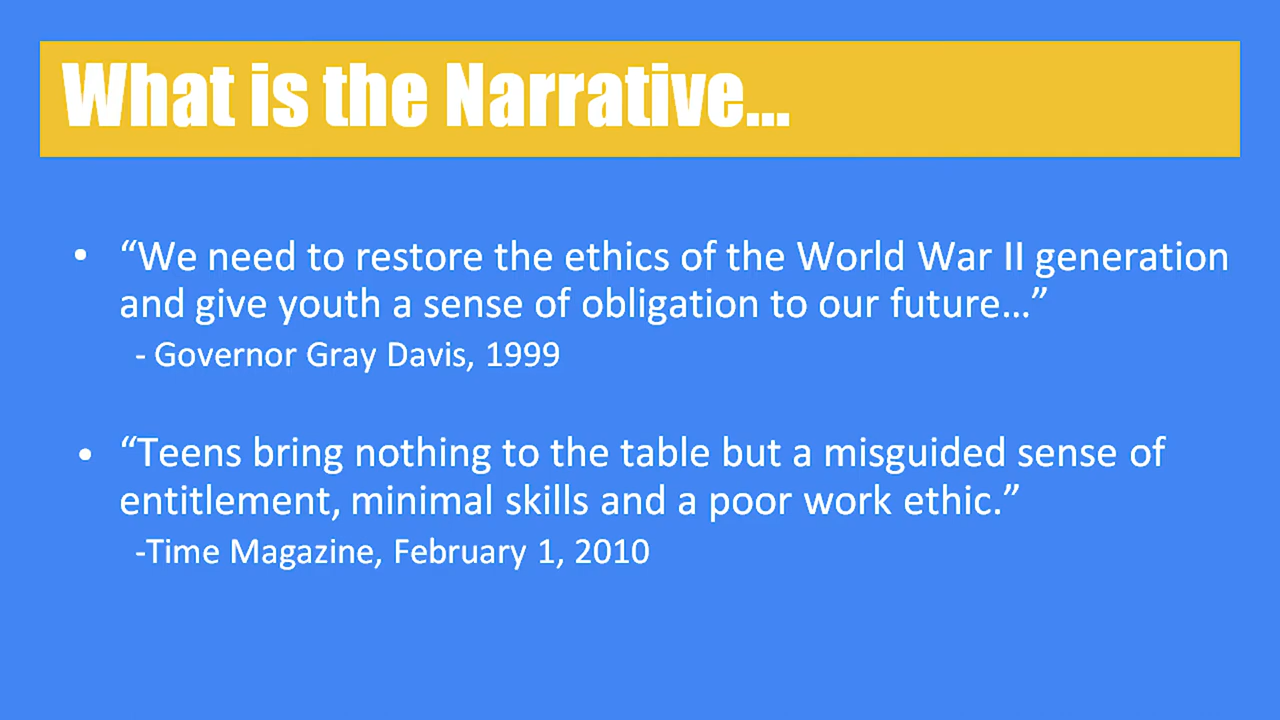 What is the Narrative...
• “We need to restore the ethics of the World War II generation
and give youth a sense of obligation to our future…”
- Governor Gray Davis, 1999
• “Teens bring nothing to the table but a misguided sense of
entitlement, minimal skills and a poor work ethic.”
-Time Magazine, February 1, 2010